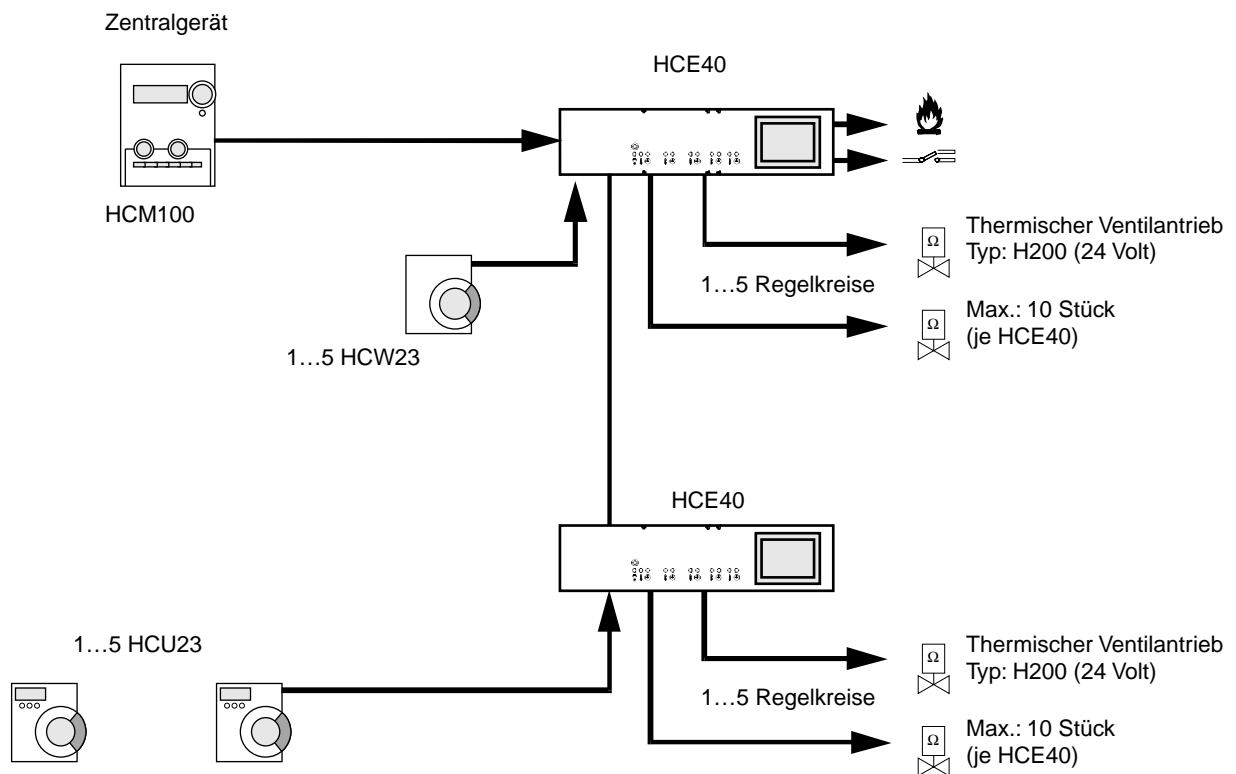 Zentralgerät
HCM100
HCE40
1…5 HCW23
Thermischer Ventilantrieb
Typ: H200 (24 Volt)
Ω
1…5 Regelkreise
Max.: 10 Stück
(je HCE40)
Ω
HCE40
1…5 HCU23
Thermischer Ventilantrieb
Typ: H200 (24 Volt)
Ω
1…5 Regelkreise
Max.: 10 Stück
(je HCE40)
Ω